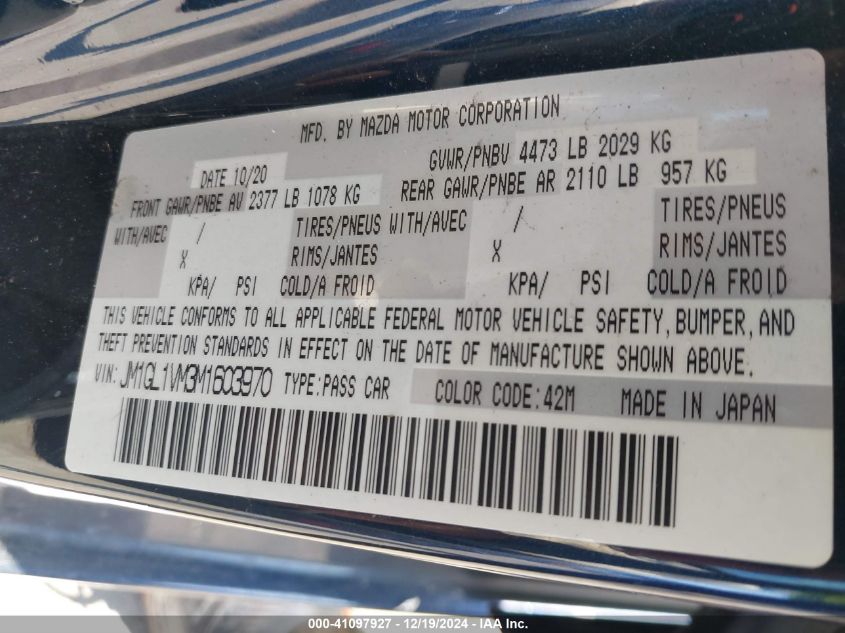 MFD. BY MAZDA MOTOR CORPORATION
DATE 10/20 GVWR/PNBV 4473 LB 2029 KG
FRONT GAWR/PNBE AV 2377 LB 1078 KG REAR GAWR/PNBE AR 2110 LB 957 KG
WITH/AVEC / TIRES/PNEUS WITH/AVEC / TIRES/PNEUS
X RIMS/JANTES X RIMS/JANTES
KPA/ PSI COLD/A FROID KPA/ PSI COLD/A FROID
THIS VEHICLE CONFORMS TO ALL APPLICABLE FEDERAL MOTOR VEHICLE SAFETY, BUMPER, AND
THEFT PREVENTION STANDARDS IN EFFECT ON THE DATE OF MANUFACTURE SHOWN ABOVE.
VIN: JM1GL1VM3M1603970 TYPE:PASS CAR COLOR CODE:42M MADE IN JAPAN
000-41097927 - 12/19/2024 - IAA Inc.